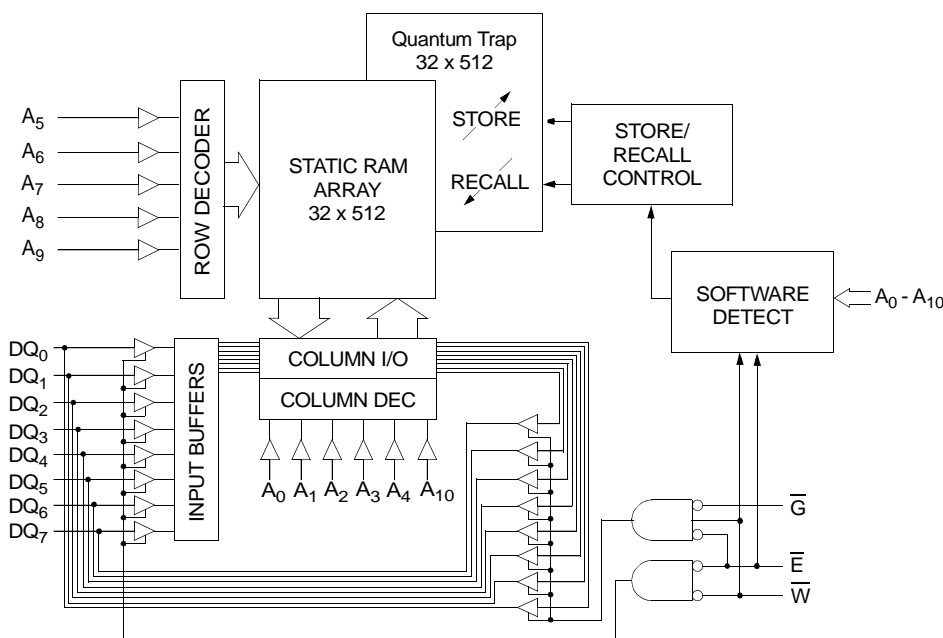 Quantum Trap
32 x 512
STORE
RECALL
STATIC RAM
ARRAY
32 x 512
ROW DECODER
A5
A6
A7
A8
A9
STORE/
RECALL
CONTROL
SOFTWARE
DETECT
A0 - A10
COLUMN I/O
COLUMN DEC
INPUT BUFFERS
DQ0
DQ1
DQ2
DQ3
DQ4
DQ5
DQ6
DQ7
A0 A1 A2 A3 A4 A10
G̅
E̅
W̅